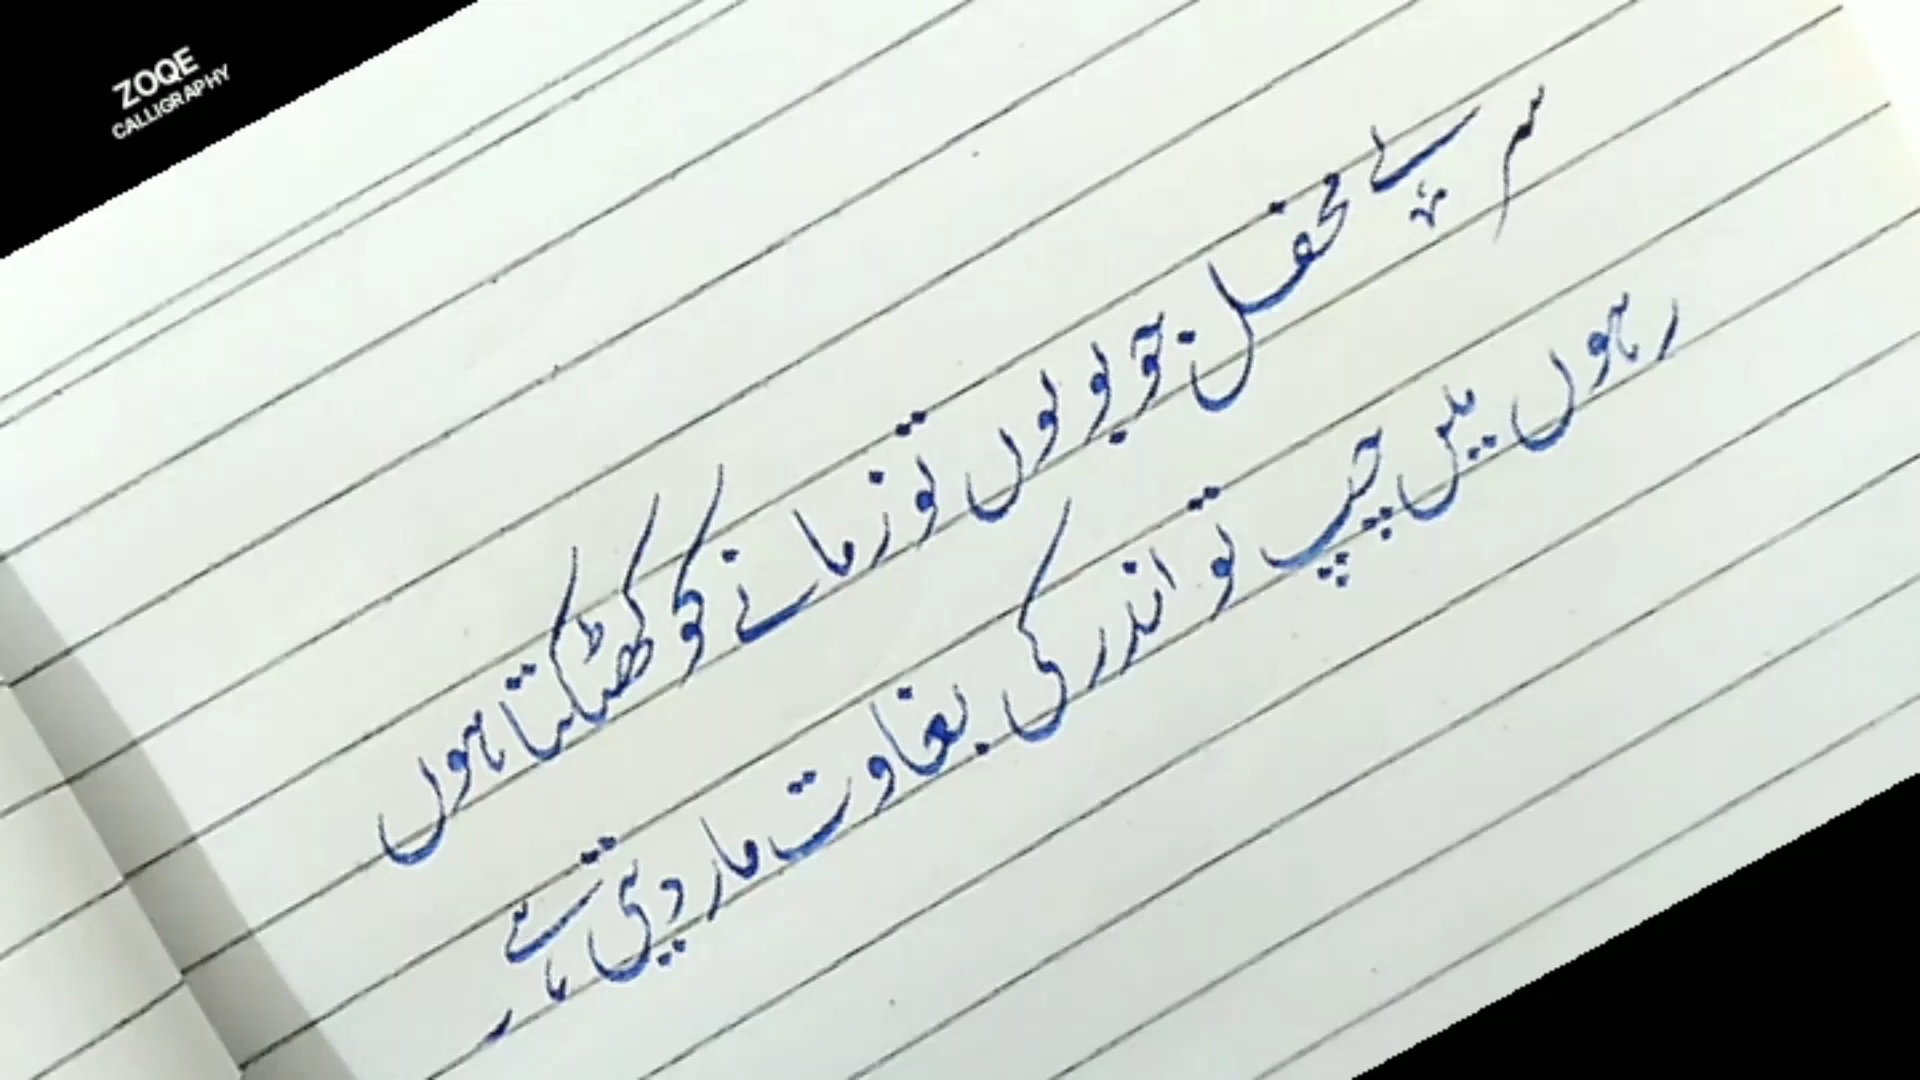 ZOQE
CALLIGRAPHY
سر پے محفل جو بولوں تو زمانے کو کھٹکتا ہوں
رہوں میں چپ تو اندر کی بغاوت مار دیتی ہے